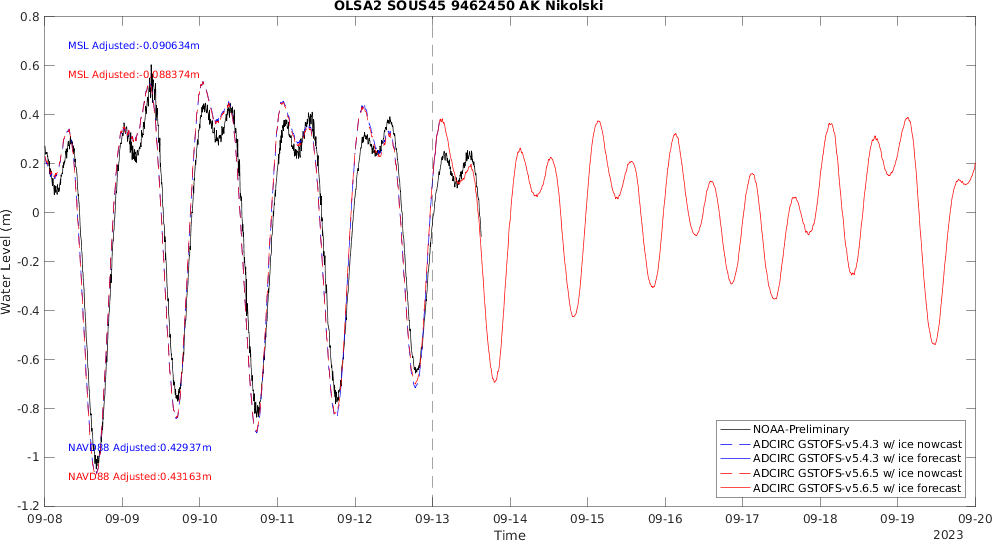 OLSA2 SOUS45 9462450 AK Nikolski
0.8
0.6
0.4
0.2
0
-0.2
-0.4
-0.6
-0.8
-1
-1.2
Water Level (m)
MSL Adjusted:-0.090634m
MSL Adjusted:-0.088374m
NAVD88 Adjusted:0.42937m
NAVD88 Adjusted:0.43163m
NOAA-Preliminary
ADCIRC GSTOFS-v5.4.3 w/ ice nowcast
ADCIRC GSTOFS-v5.4.3 w/ ice forecast
ADCIRC GSTOFS-v5.6.5 w/ ice nowcast
ADCIRC GSTOFS-v5.6.5 w/ ice forecast
09-08 09-09 09-10 09-11 09-12 09-13 09-14 09-15 09-16 09-17 09-18 09-19 09-20
Time
2023